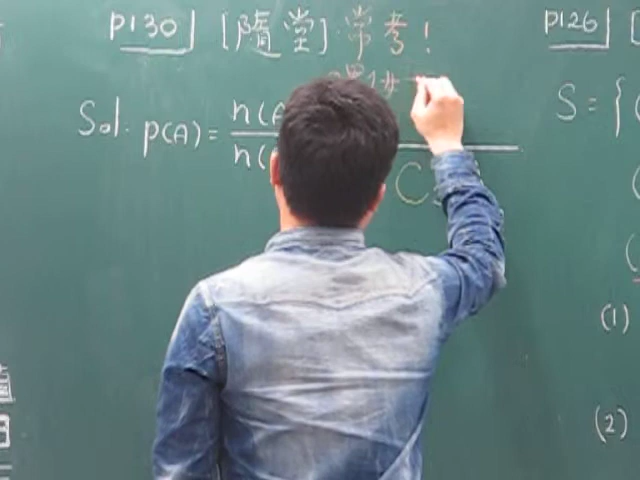 P130 [隨堂] 常考!
Sol. P(A) = n(A
n(
C
P126 [
S = {
(1)
(2)